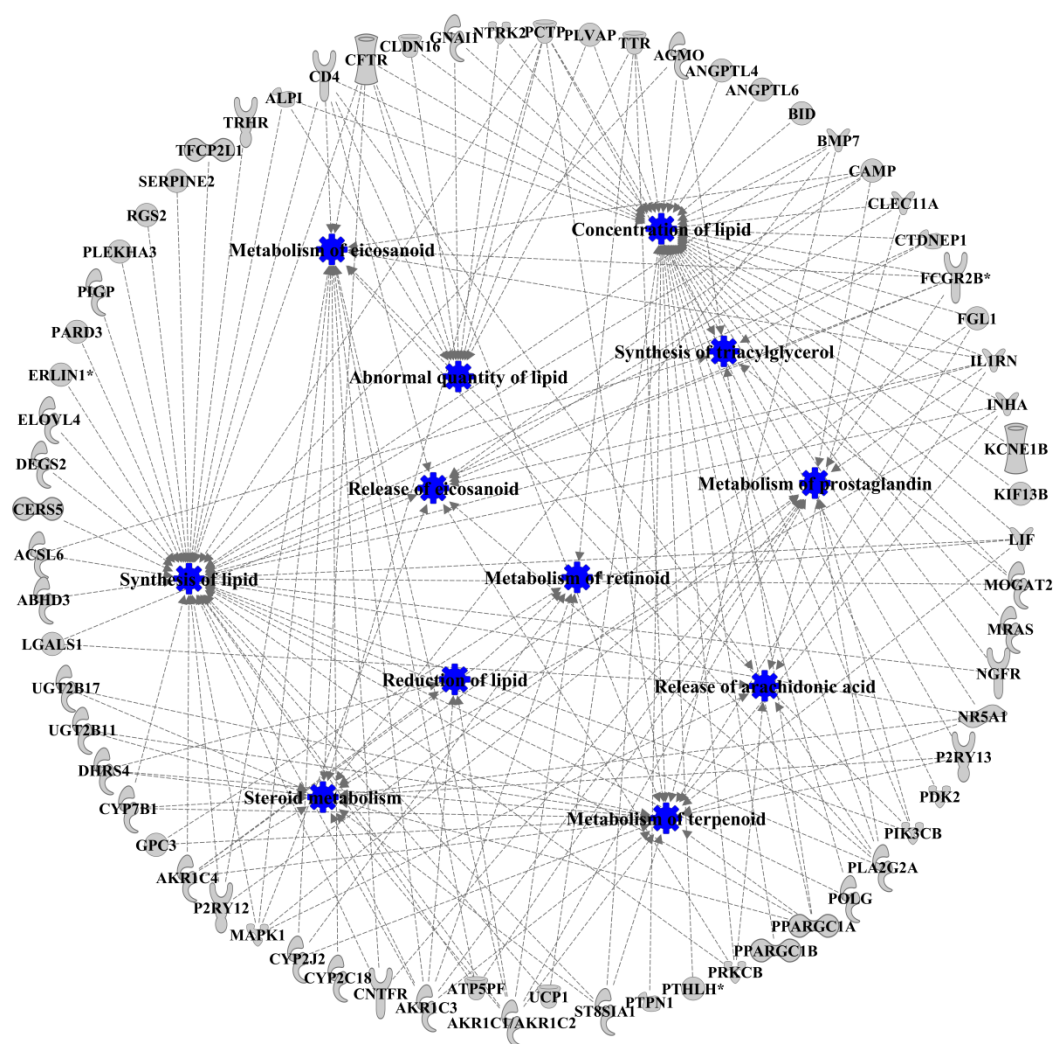 GNAI1
NTRK2
PCTP
PLVAP
CLDN16
TTR
CFTR
AGMO
CD4
ANGPTL4
ANGPTL6
ALPI
BID
TRHR
BMP7
TFCP2L1
CAMP
SERPINE2
CLEC11A
RGS2
Concentration of lipid
CTDNEP1
PLEKHA3
Metabolism of eicosanoid
FCGR2B*
PIGP
FGL1
PARD3
Synthesis of triacylglycerol
IL1RN
ERLIN1*
Abnormal quantity of lipid
INHA
ELOVL4
KCNE1B
DEGS2
Release of eicosanoid
Metabolism of prostaglandin
KIF13B
CERS5
LIF
ACSL6
Synthesis of lipid
Metabolism of retinoid
MOGAT2
ABHD3
MRAS
LGALS1
NGFR
UGT2B17
Reduction of lipid
Release of arachidonic acid
NR5A1
UGT2B11
P2RY13
DHRS4
Steroid metabolism
PDK2
CYP7B1
Metabolism of terpenoid
PIK3CB
GPC3
PLA2G2A
AKR1C4
POLG
P2RY12
PPARGC1A
MAPK1
PPARGC1B
CYP2J2
PRKCB
CYP2C18
PTHLH*
CNTFR
ATP5PF
UCP1
PTPN1
AKR1C3
ST8SIA1
AKR1C1/AKR1C2